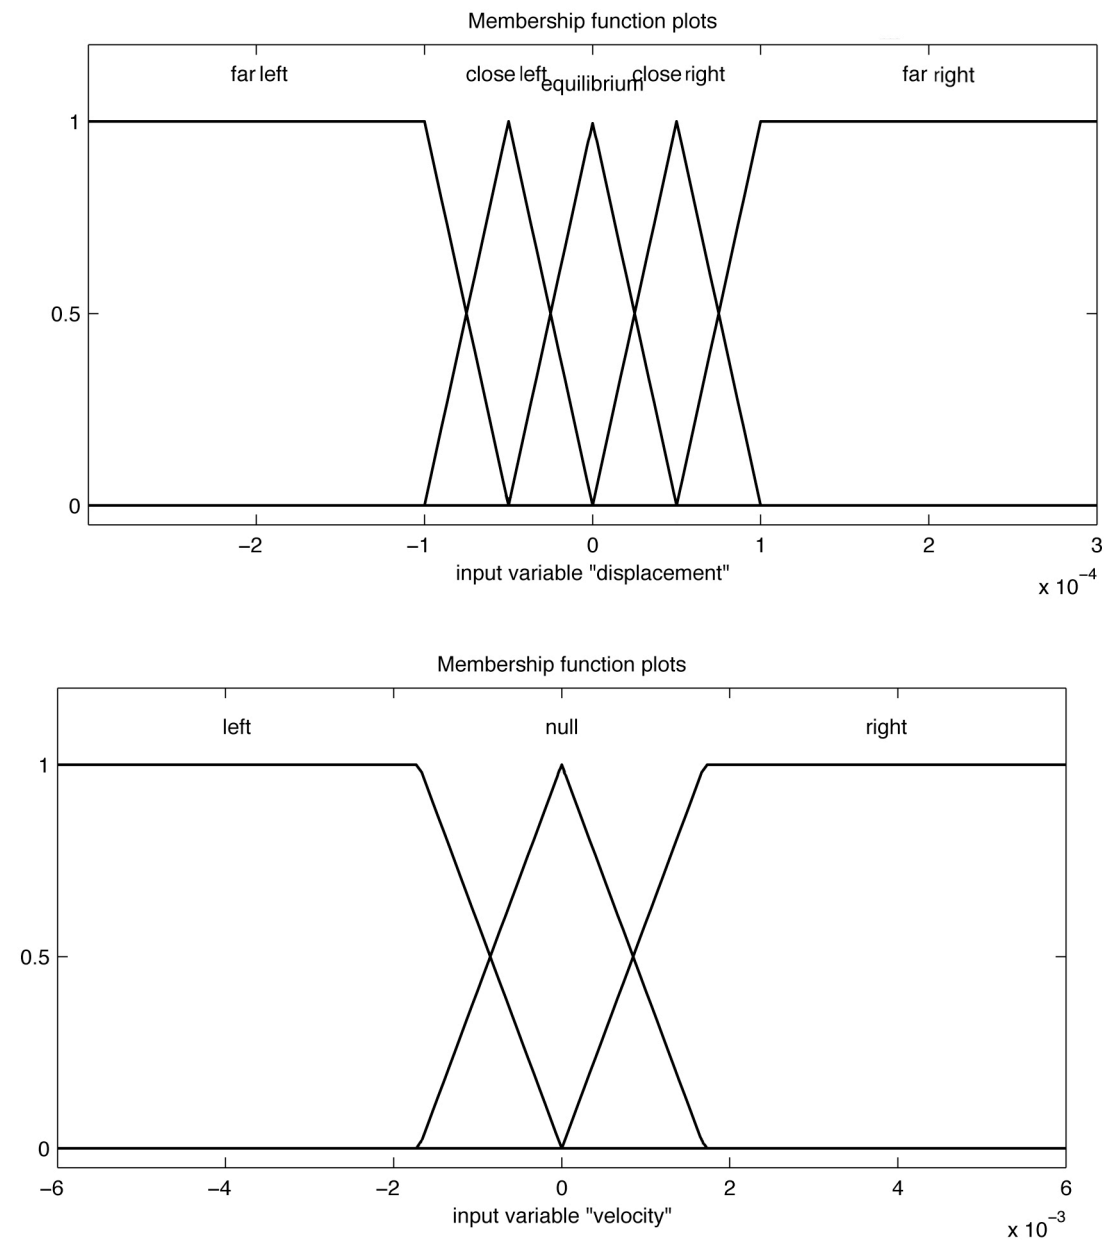 Membership function plots
far left close left equilibrium close right far right
1
0.5
0
−2 −1 0 1 2 3
input variable "displacement"
x 10⁻⁴
Membership function plots
left null right
1
0.5
0
−6 −4 −2 0 2 4 6
input variable "velocity"
x 10⁻³